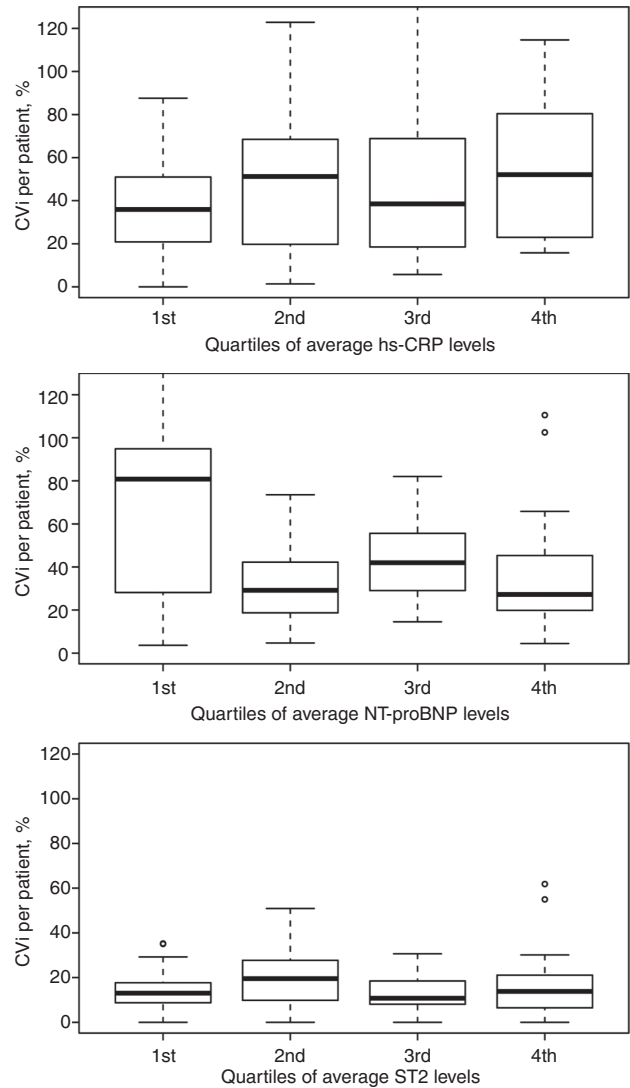 120
100
80
60
40
20
0
CVi per patient, %
1st 2nd 3rd 4th
Quartiles of average hs-CRP levels
120
100
80
60
40
20
0
CVi per patient, %
1st 2nd 3rd 4th
Quartiles of average NT-proBNP levels
120
100
80
60
40
20
0
CVi per patient, %
1st 2nd 3rd 4th
Quartiles of average ST2 levels